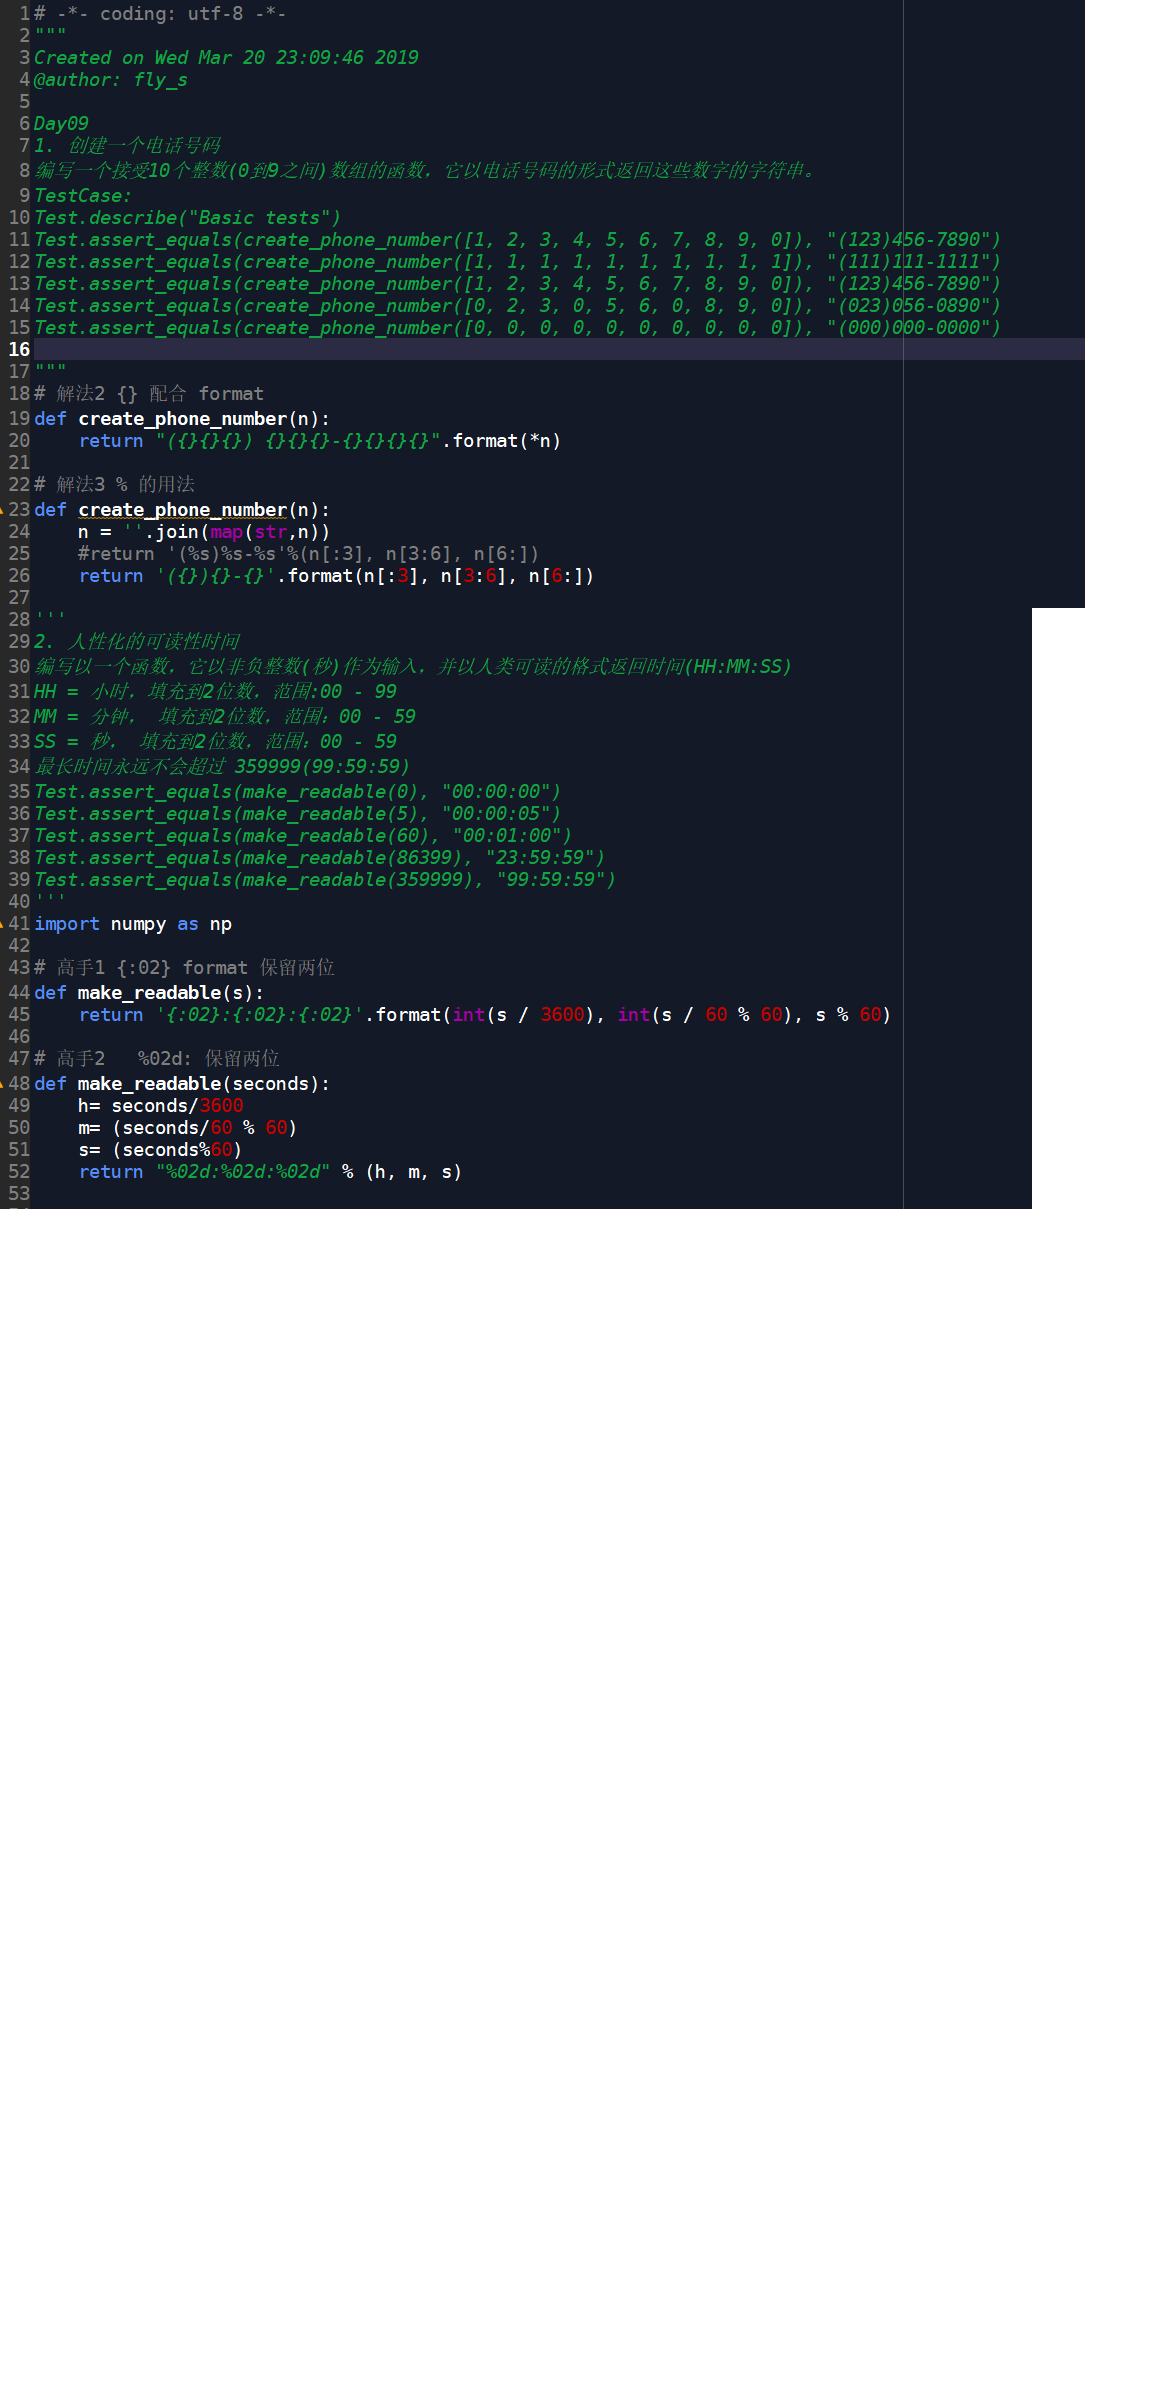 1 # -*- coding: utf-8 -*-
2 """
3 Created on Wed Mar 20 23:09:46 2019
4 @author: fly_s
5
6 Day09
7 1. 创建一个电话号码
8 编写一个接受10个整数(0到9之间)数组的函数，它以电话号码的形式返回这些数字的字符串。
9 TestCase:
10 Test.describe("Basic tests")
11 Test.assert_equals(create_phone_number([1, 2, 3, 4, 5, 6, 7, 8, 9, 0]), "(123)456-7890")
12 Test.assert_equals(create_phone_number([1, 1, 1, 1, 1, 1, 1, 1, 1, 1]), "(111)111-1111")
13 Test.assert_equals(create_phone_number([1, 2, 3, 4, 5, 6, 7, 8, 9, 0]), "(123)456-7890")
14 Test.assert_equals(create_phone_number([0, 2, 3, 0, 5, 6, 0, 8, 9, 0]), "(023)056-0890")
15 Test.assert_equals(create_phone_number([0, 0, 0, 0, 0, 0, 0, 0, 0, 0]), "(000)000-0000")
16
17 """
18 # 解法2 {} 配合 format
19 def create_phone_number(n):
20     return "({}{}{}) {}{}{}-{}{}{}{}".format(*n)
21
22 # 解法3 % 的用法
23 def create_phone_number(n):
24     n = ''.join(map(str,n))
25     #return '(%s)%s-%s'%(n[:3], n[3:6], n[6:])
26     return '({}){}-{}'.format(n[:3], n[3:6], n[6:])
27
28 '''
29 2. 人性化的可读性时间
30 编写以一个函数，它以非负整数(秒)作为输入，并以人类可读的格式返回时间(HH:MM:SS)
31 HH = 小时，填充到2位数，范围:00 - 99
32 MM = 分钟， 填充到2位数，范围：00 - 59
33 SS = 秒， 填充到2位数，范围：00 - 59
34 最长时间永远不会超过 359999(99:59:59)
35 Test.assert_equals(make_readable(0), "00:00:00")
36 Test.assert_equals(make_readable(5), "00:00:05")
37 Test.assert_equals(make_readable(60), "00:01:00")
38 Test.assert_equals(make_readable(86399), "23:59:59")
39 Test.assert_equals(make_readable(359999), "99:59:59")
40 '''
41 import numpy as np
42
43 # 高手1 {:02} format 保留两位
44 def make_readable(s):
45     return '{:02}:{:02}:{:02}'.format(int(s / 3600), int(s / 60 % 60), s % 60)
46
47 # 高手2   %02d: 保留两位
48 def make_readable(seconds):
49     h= seconds/3600
50     m= (seconds/60 % 60)
51     s= (seconds%60)
52     return "%02d:%02d:%02d" % (h, m, s)
53